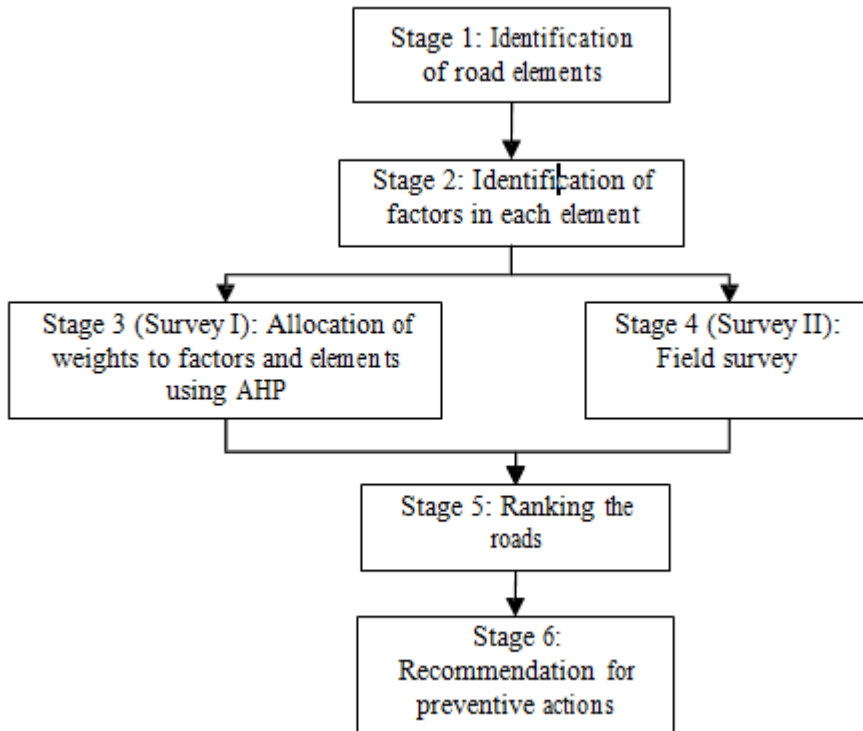 Stage 1: Identification
of road elements
Stage 2: Identification of
factors in each element
Stage 3 (Survey I): Allocation of
weights to factors and elements
using AHP
Stage 4 (Survey II):
Field survey
Stage 5: Ranking the
roads
Stage 6:
Recommendation for
preventive actions